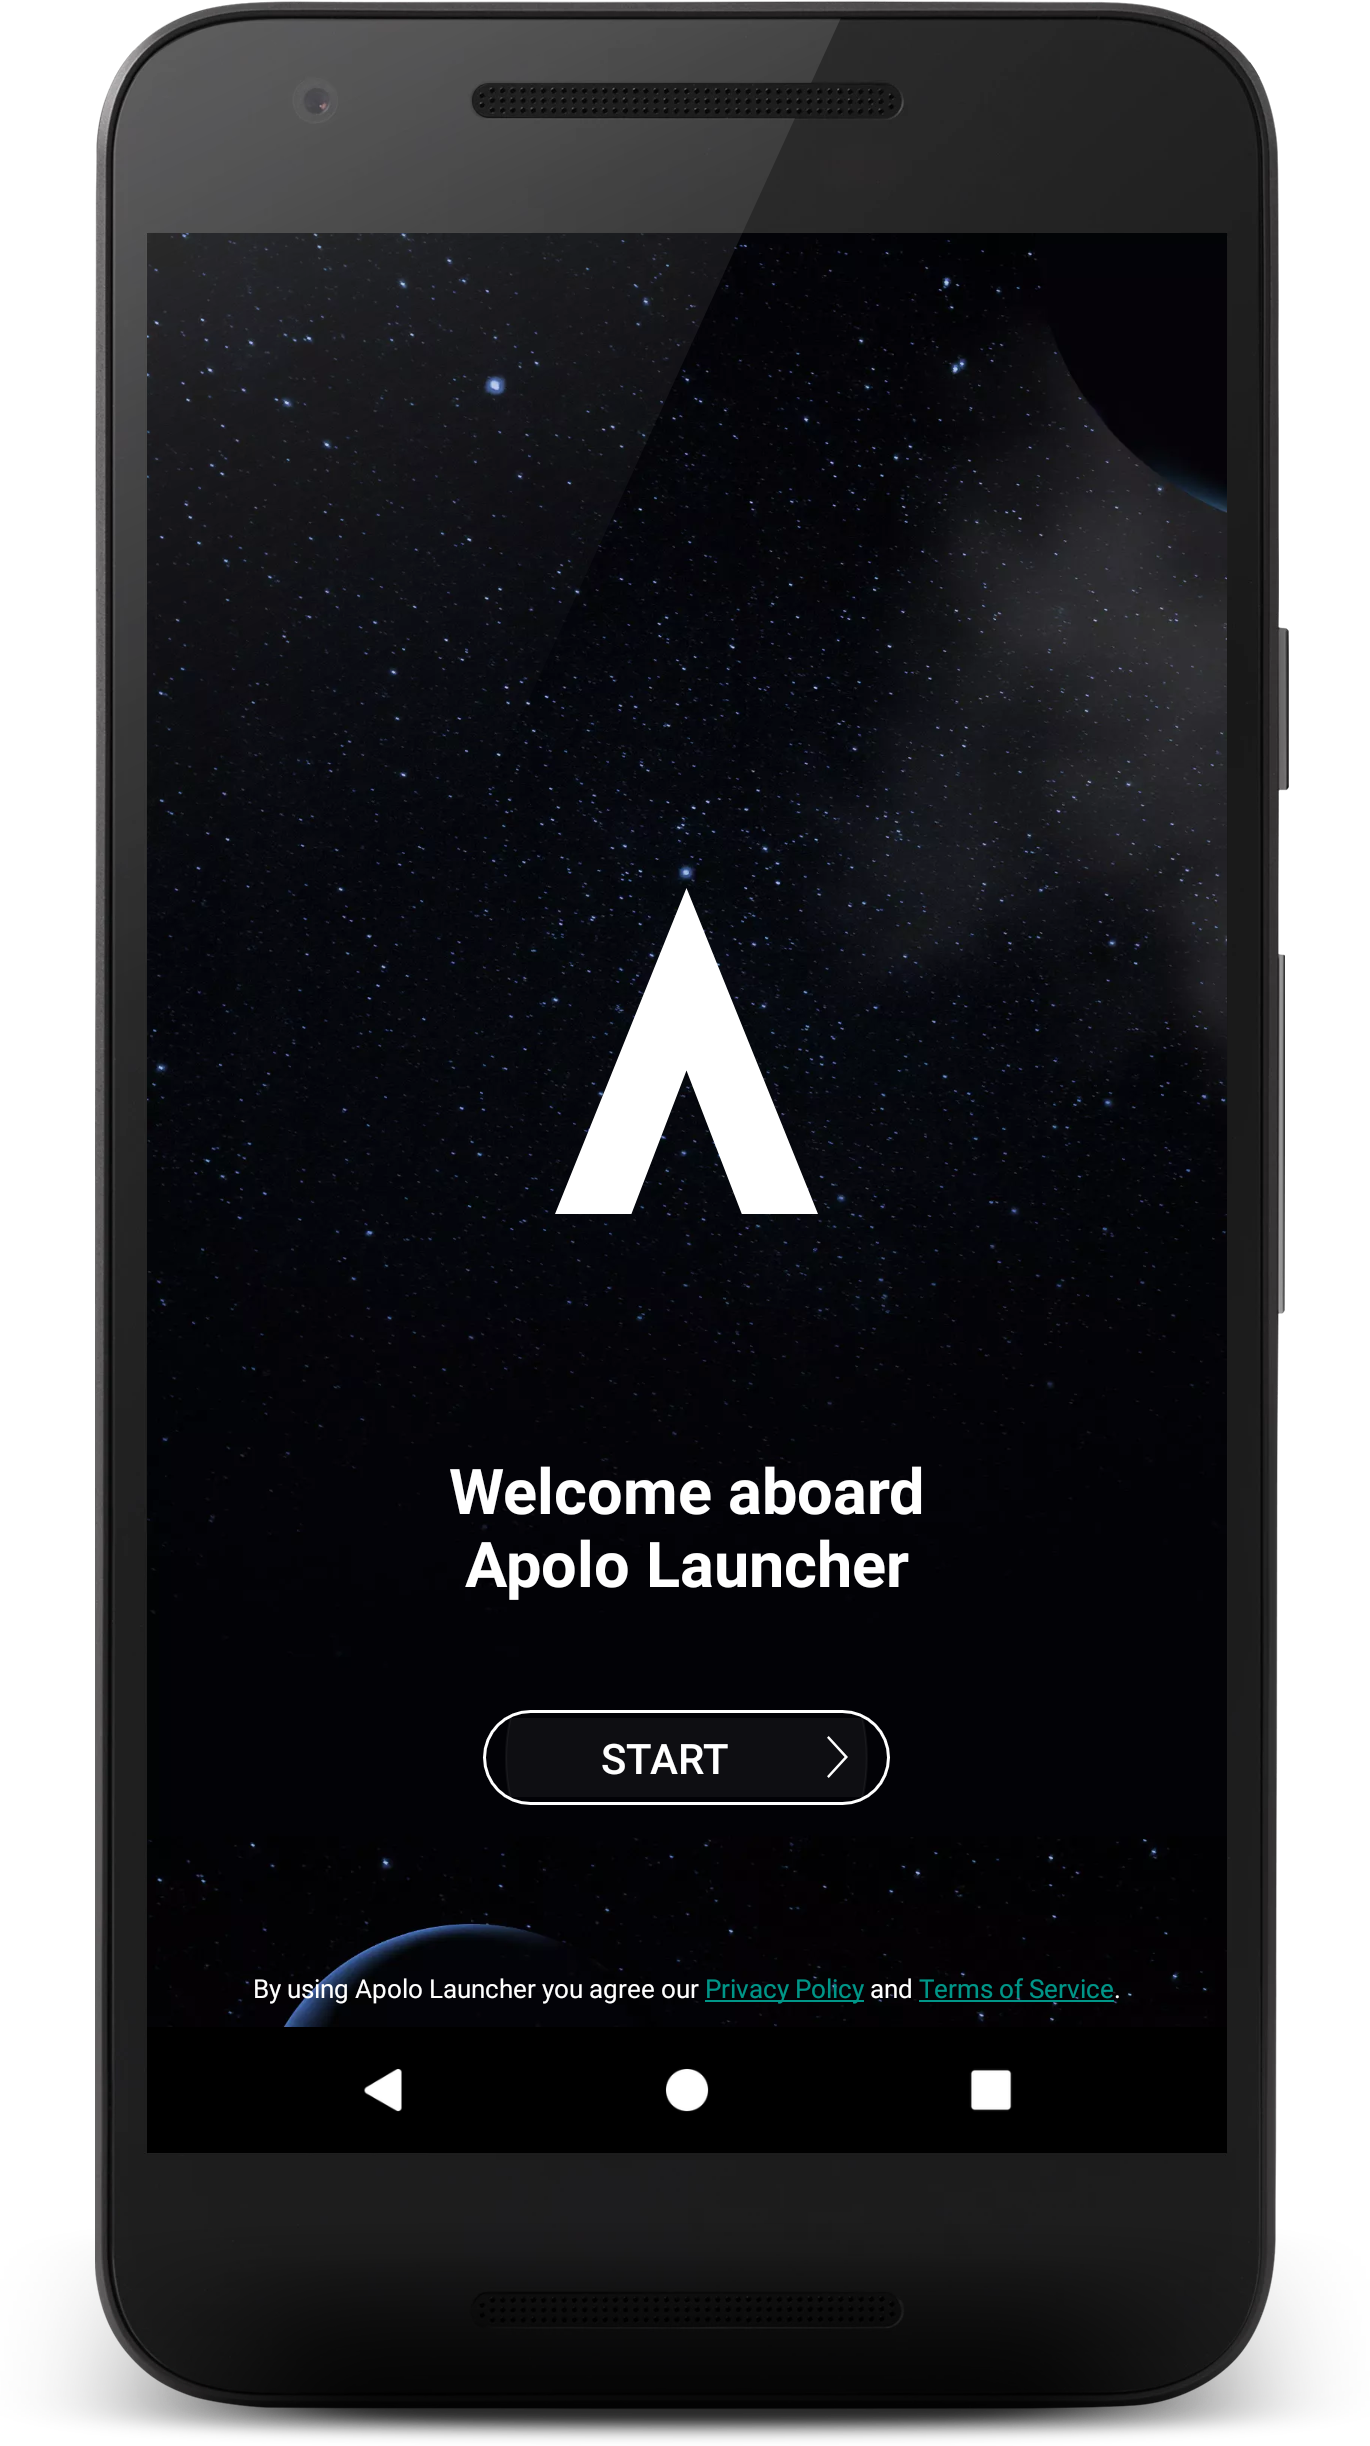 Welcome aboard
Apolo Launcher
START
By using Apolo Launcher you agree our Privacy Policy and Terms of Service.